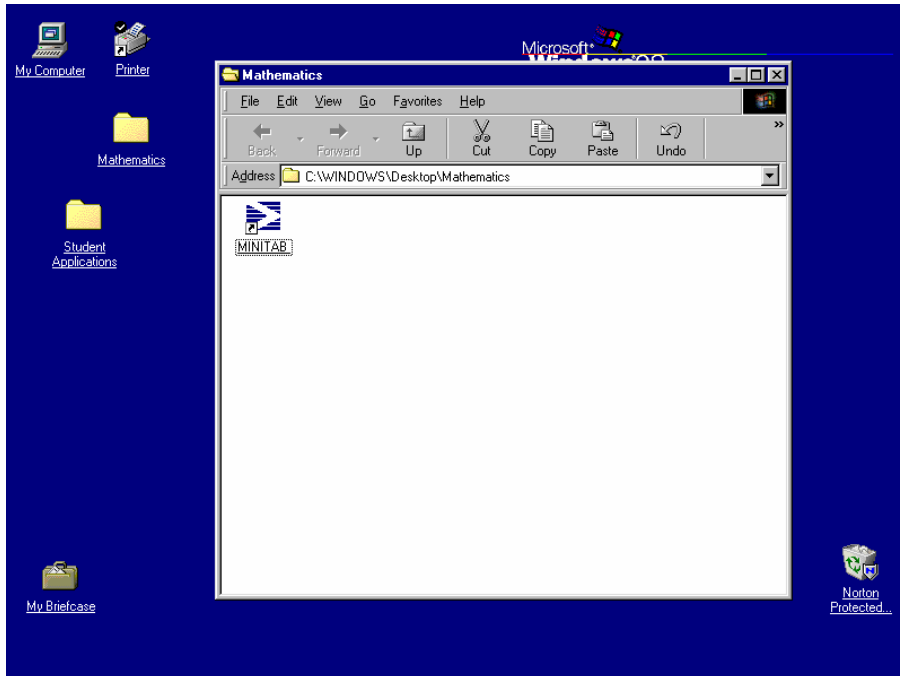 My Computer
Printer
Mathematics
Student
Applications
My Briefcase
Microsoft
Mathematics
File Edit View Go Favorites Help
Back Forward Up Cut Copy Paste Undo »
Address C:\WINDOWS\Desktop\Mathematics
MINITAB
Norton
Protected...